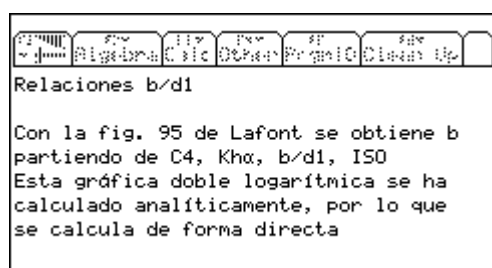 Algebra Calc Other PrgmIO Clean Up
Relaciones b/d1
Con la fig. 95 de Lafont se obtiene b
partiendo de C4, Khα, b/d1, ISO
Esta gráfica doble logarítmica se ha
calculado analíticamente, por lo que
se calcula de forma directa